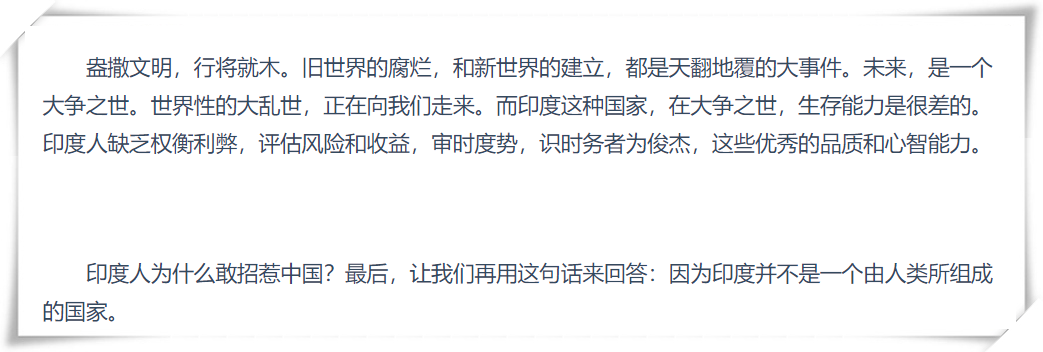 盎撒文明，行将就木。旧世界的腐烂，和新世界的建立，都是天翻地覆的大事件。未来，是一个
大争之世。世界性的大乱世，正在向我们走来。而印度这种国家，在大争之世，生存能力是很差的。
印度人缺乏权衡利弊，评估风险和收益，审时度势，识时务者为俊杰，这些优秀的品质和心智能力。
印度人为什么敢招惹中国？最后，让我们再用这句话来回答：因为印度并不是一个由人类所组成
的国家。